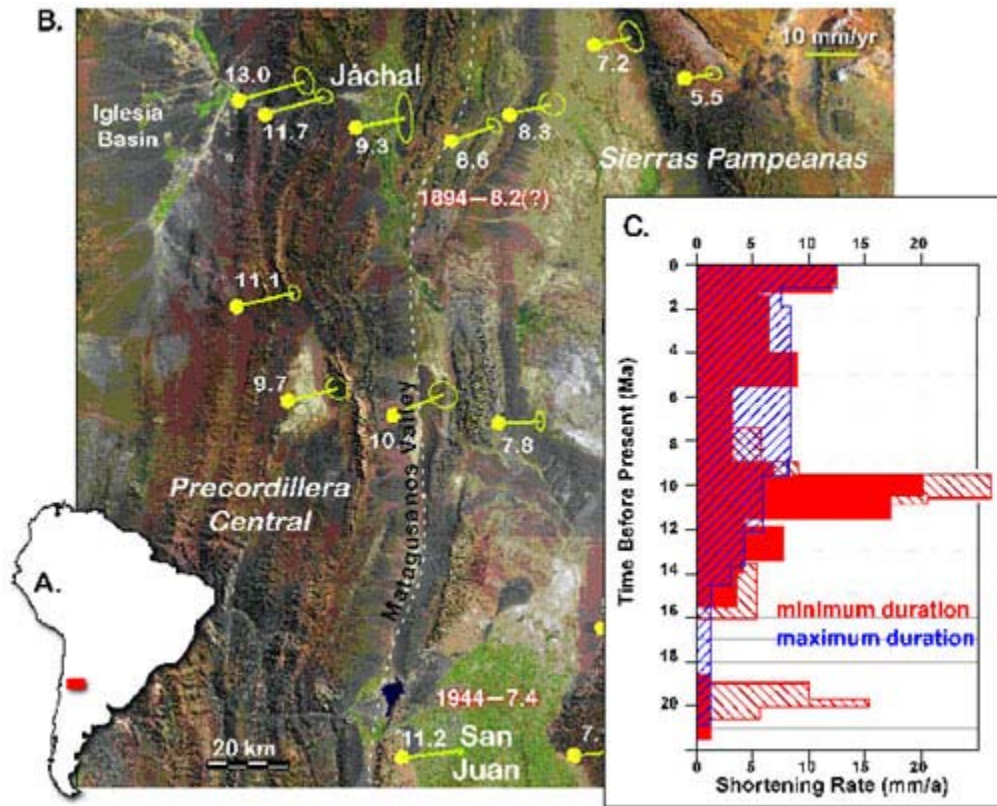 B.
10 mm/yr
7.2
5.5
13.0
Jáchal
Iglesia
Basin
11.7
9.3
8.6
8.3
Sierras Pampeanas
1894—8.2(?)
11.1
9.7
10
7.8
Matagusanos Valley
Precordillera
Central
A.
1944—7.4
20 km
11.2
San
Juan
7.
C.
0 5 10 15 20
0
2
4
6
8
10
12
14
16
18
20
Time Before Present (Ma)
minimum duration
maximum duration
0 5 10 15 20
Shortening Rate (mm/a)